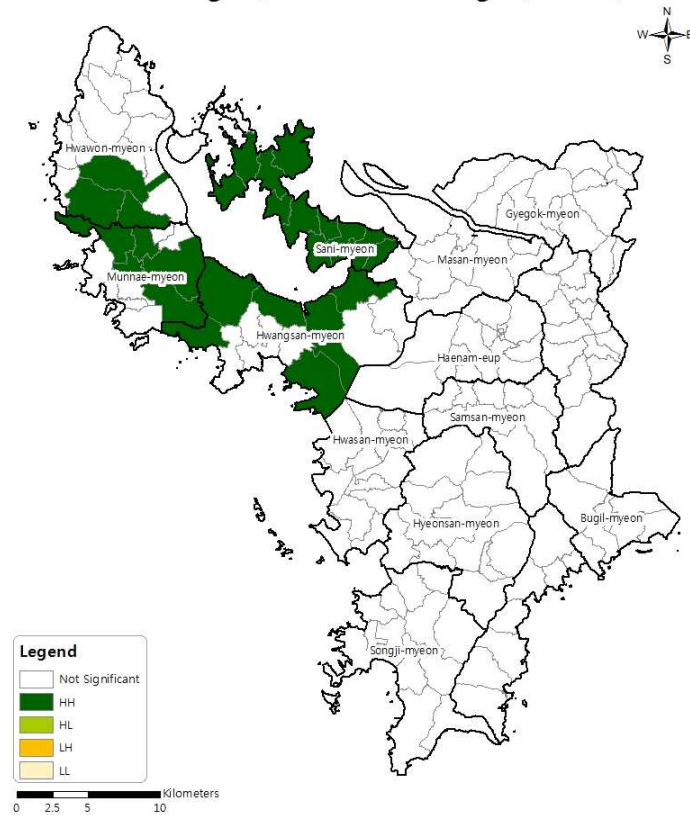 N
W E
S
Hwawon-myeon
Gyegok-myeon
Sani-myeon
Masan-myeon
Munnae-myeon
Hwangsan-myeon
Haenam-eup
Samsan-myeon
Hwasan-myeon
Hyeonsan-myeon
Bugil-myeon
Songji-myeon
Legend
Not Significant
HH
HL
LH
LL
Kilometers
0 2.5 5 10